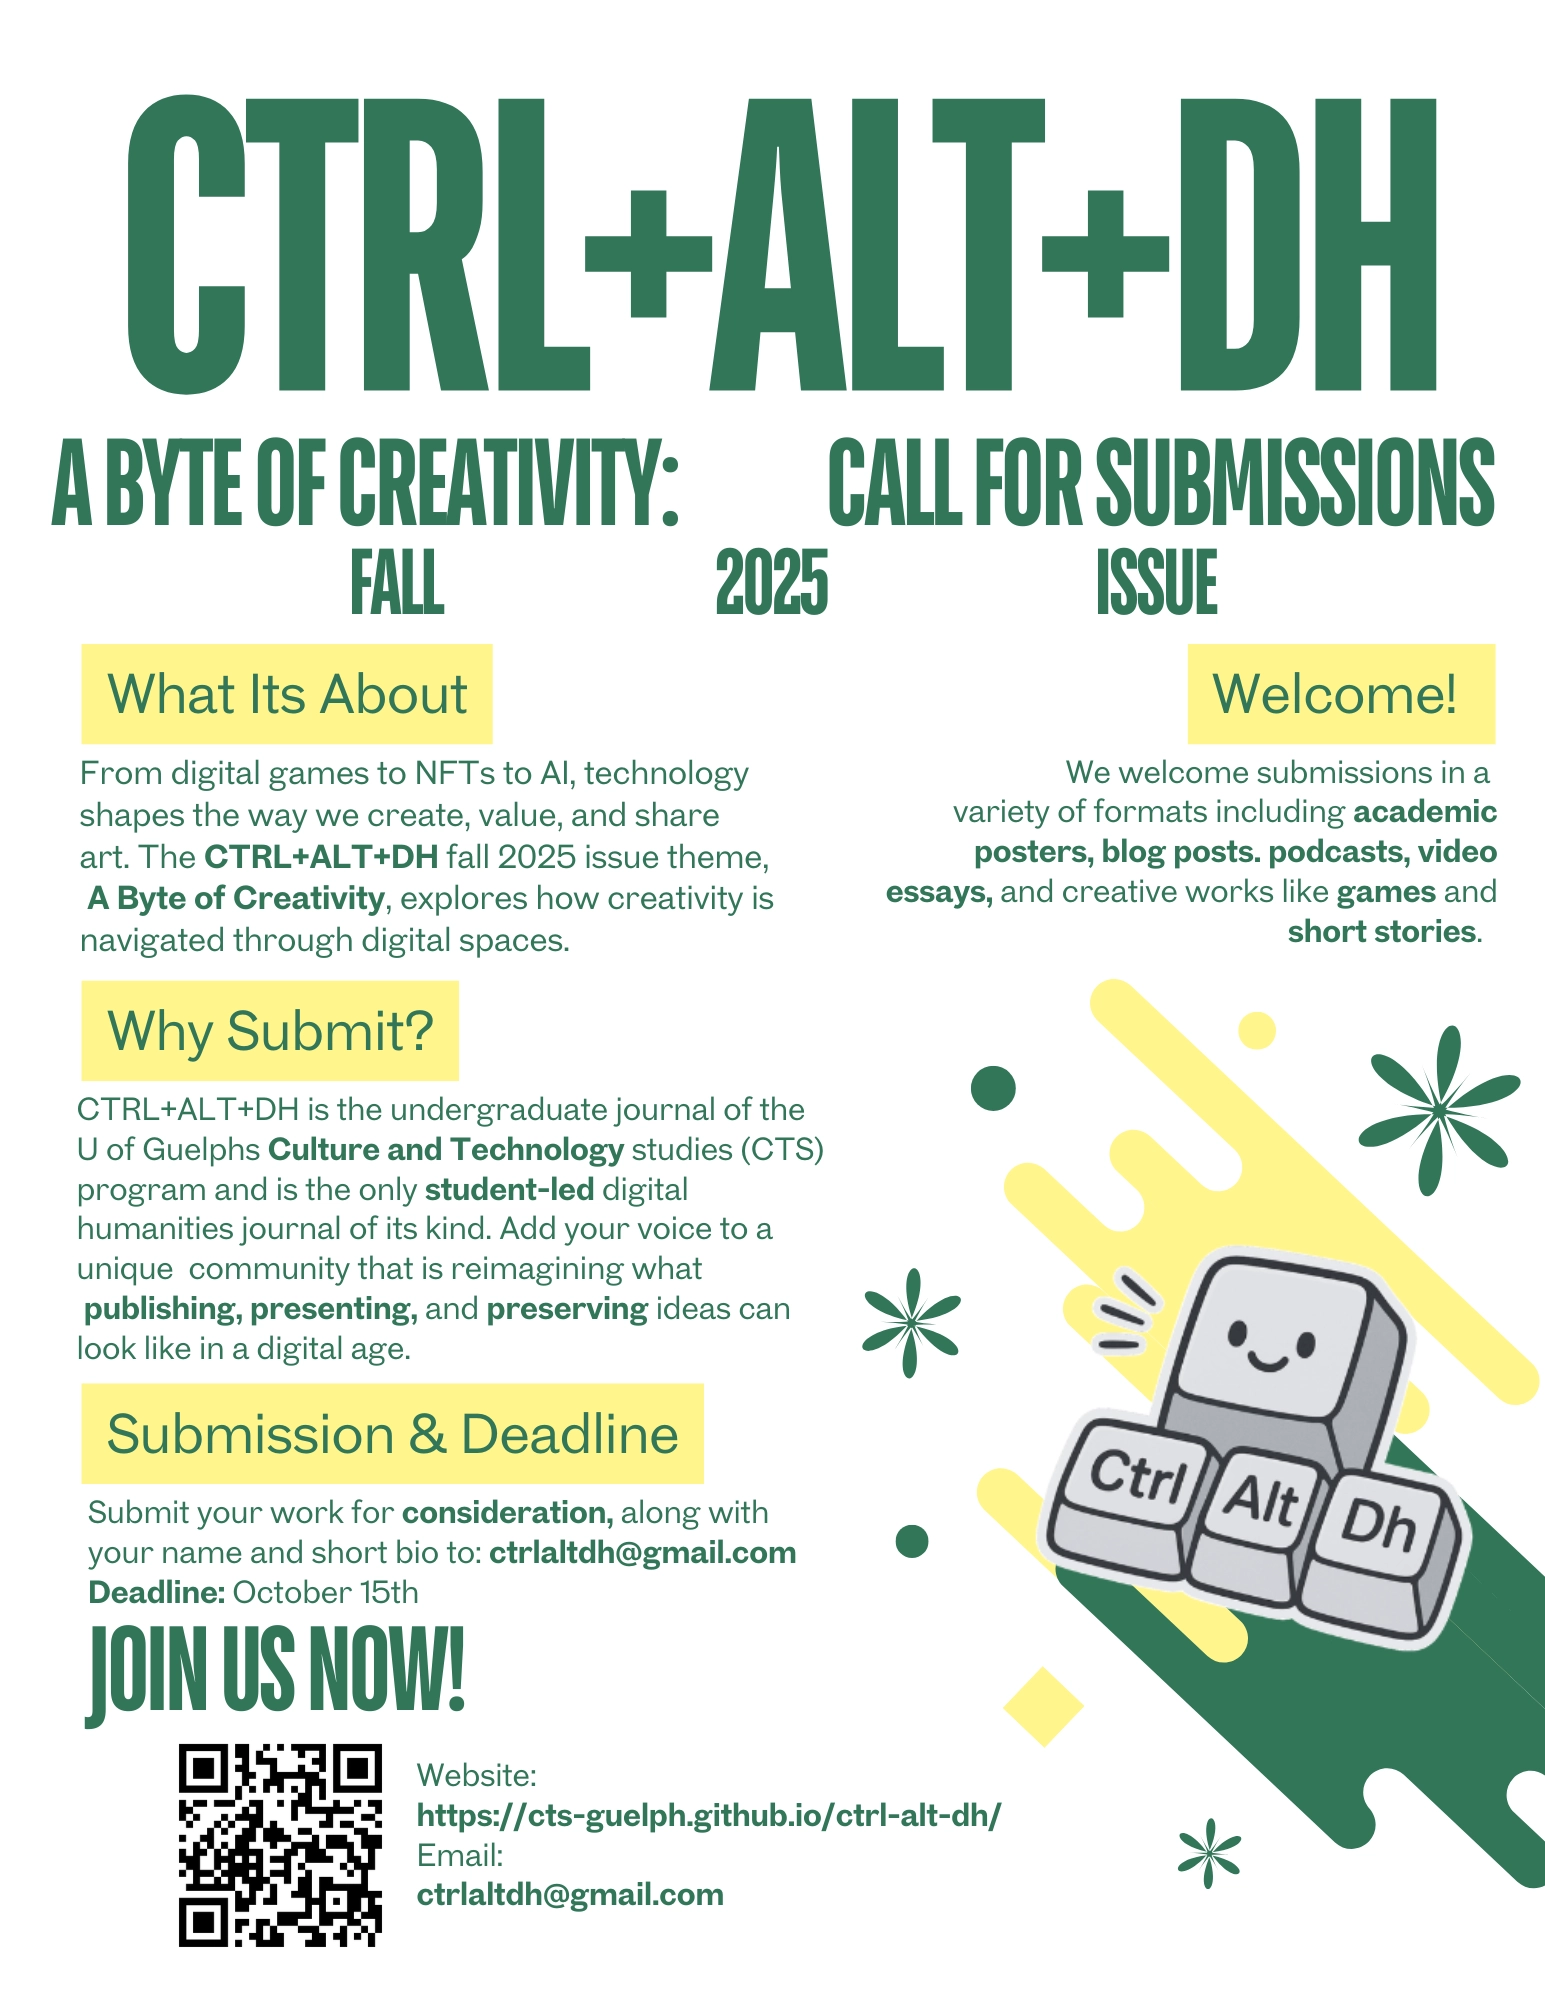 CTRL+ALT+DH
A BYTE OF CREATIVITY: CALL FOR SUBMISSIONS
FALL 2025 ISSUE
What Its About
From digital games to NFTs to AI, technology
shapes the way we create, value, and share
art. The CTRL+ALT+DH fall 2025 issue theme,
A Byte of Creativity, explores how creativity is
navigated through digital spaces.
Welcome!
We welcome submissions in a
variety of formats including academic
posters, blog posts. podcasts, video
essays, and creative works like games and
short stories.
Why Submit?
CTRL+ALT+DH is the undergraduate journal of the
U of Guelphs Culture and Technology studies (CTS)
program and is the only student-led digital
humanities journal of its kind. Add your voice to a
unique community that is reimagining what
publishing, presenting, and preserving ideas can
look like in a digital age.
Ctrl Alt Dh
Submission & Deadline
Submit your work for consideration, along with
your name and short bio to: ctrlaltdh@gmail.com
Deadline: October 15th
JOIN US NOW!
Website:
https://cts-guelph.github.io/ctrl-alt-dh/
Email:
ctrlaltdh@gmail.com